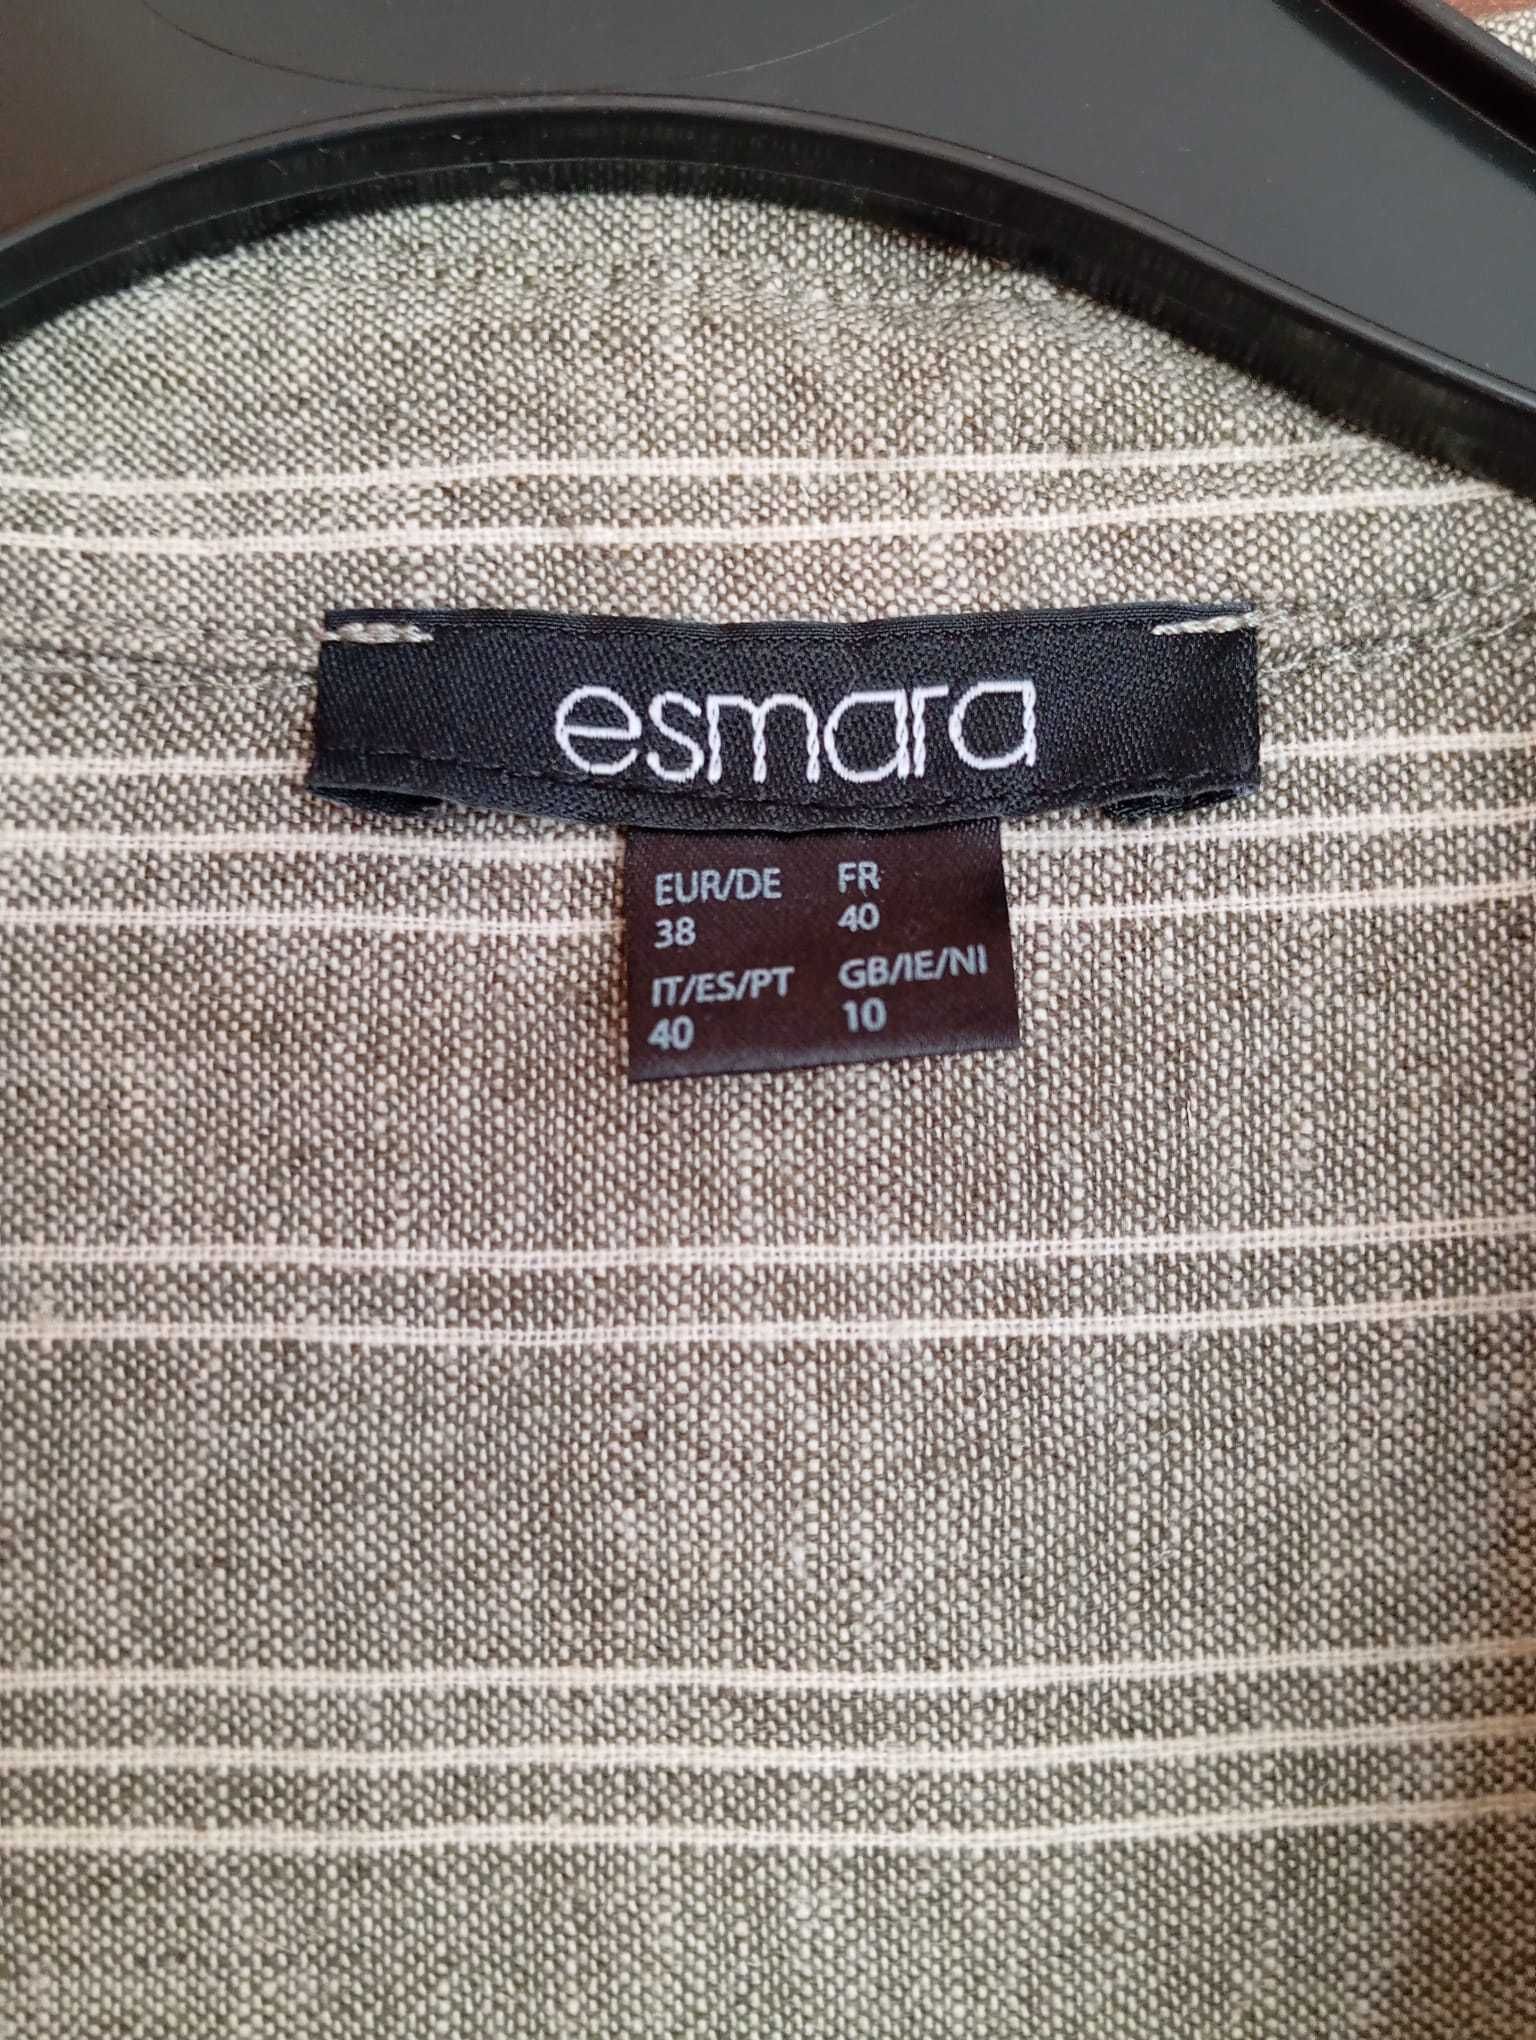 esmara
EUR/DE FR
38 40
IT/ES/PT GB/IE/NI
40 10